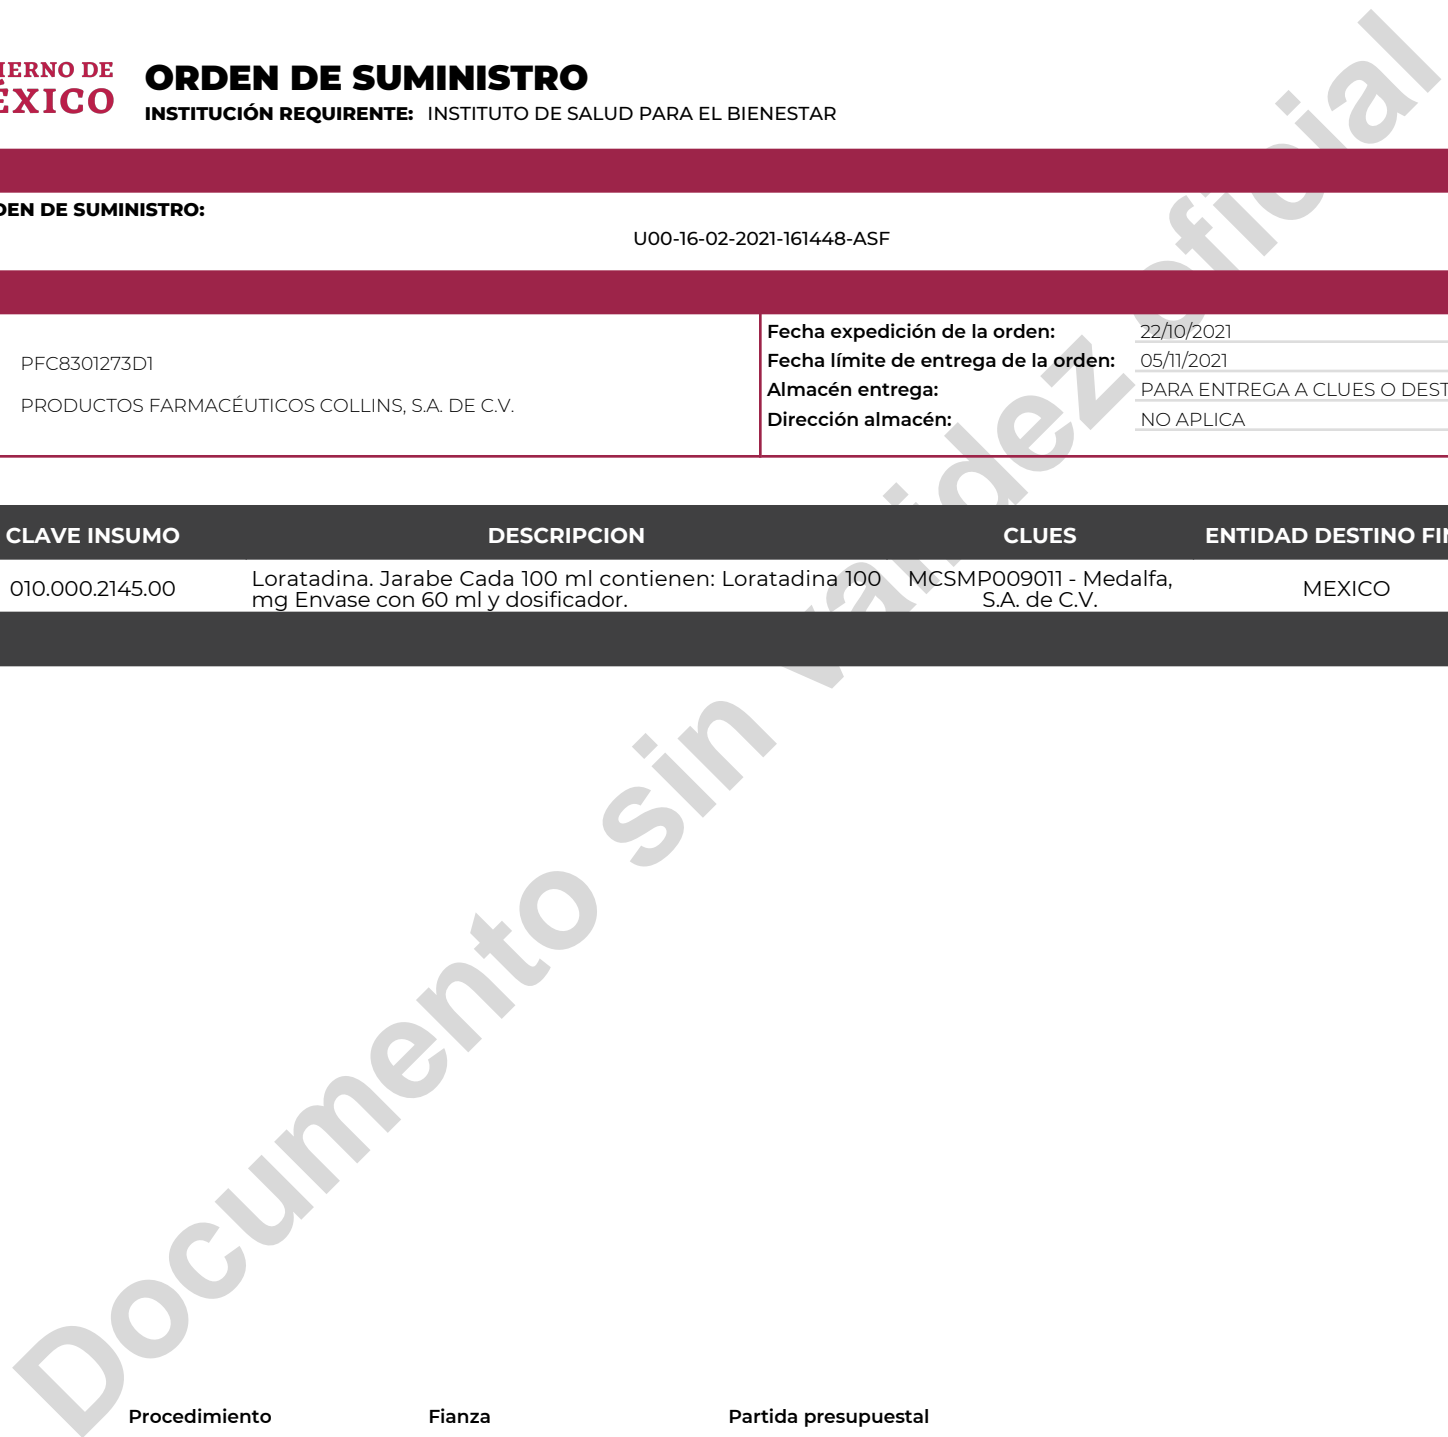 IERNO DE
ÉXICO
ORDEN DE SUMINISTRO
INSTITUCIÓN REQUIRENTE: INSTITUTO DE SALUD PARA EL BIENESTAR
DEN DE SUMINISTRO:
U00-16-02-2021-161448-ASF
PFC8301273D1
PRODUCTOS FARMACÉUTICOS COLLINS, S.A. DE C.V.
Fecha expedición de la orden: 22/10/2021
Fecha límite de entrega de la orden: 05/11/2021
Almacén entrega: PARA ENTREGA A CLUES O DEST
Dirección almacén: NO APLICA
CLAVE INSUMO DESCRIPCION CLUES ENTIDAD DESTINO FIN
010.000.2145.00
Loratadina. Jarabe Cada 100 ml contienen: Loratadina 100
mg Envase con 60 ml y dosificador.
MCSMP009011 - Medalfa,
S.A. de C.V.
MEXICO
Documento sin validez oficial
Procedimiento Fianza Partida presupuestal